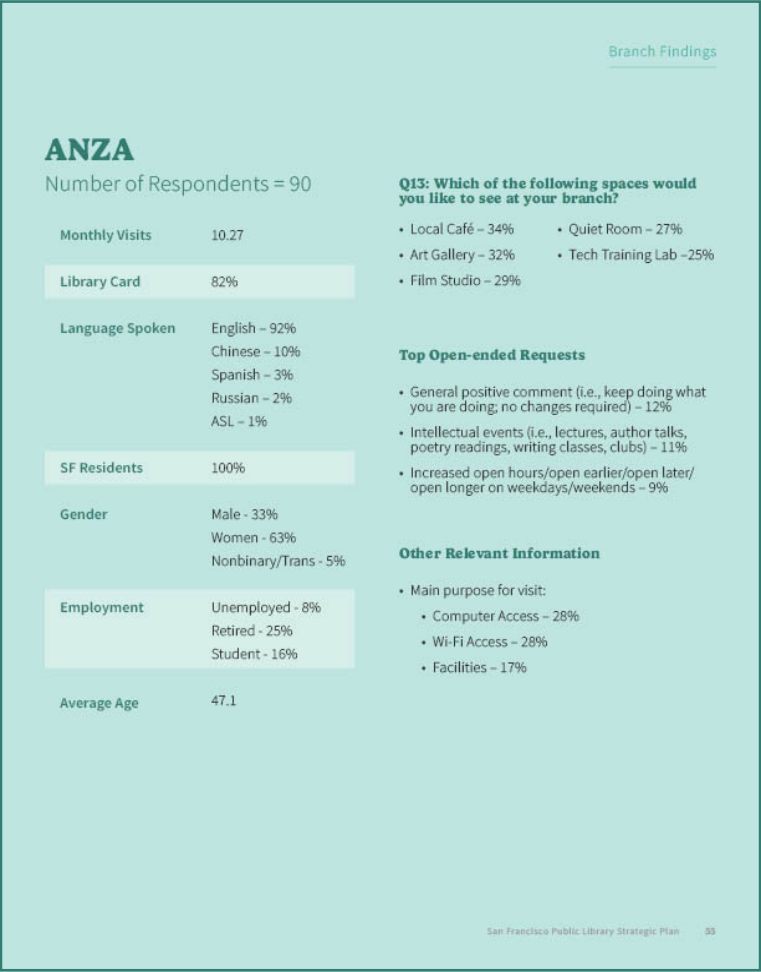 Branch Findings
ANZA
Number of Respondents = 90
Monthly Visits 10.27
Library Card 82%
Language Spoken English – 92%
Chinese – 10%
Spanish – 3%
Russian – 2%
ASL – 1%
SF Residents 100%
Gender Male - 33%
Women - 63%
Nonbinary/Trans - 5%
Employment Unemployed - 8%
Retired - 25%
Student - 16%
Average Age 47.1
Q13: Which of the following spaces would
you like to see at your branch?
• Local Café – 34%
• Art Gallery – 32%
• Film Studio – 29%
• Quiet Room – 27%
• Tech Training Lab –25%
Top Open-ended Requests
• General positive comment (i.e., keep doing what
you are doing; no changes required) – 12%
• Intellectual events (i.e., lectures, author talks,
poetry readings, writing classes, clubs) – 11%
• Increased open hours/open earlier/open later/
open longer on weekdays/weekends – 9%
Other Relevant Information
• Main purpose for visit:
• Computer Access – 28%
• Wi-Fi Access – 28%
• Facilities – 17%
San Francisco Public Library Strategic Plan 55